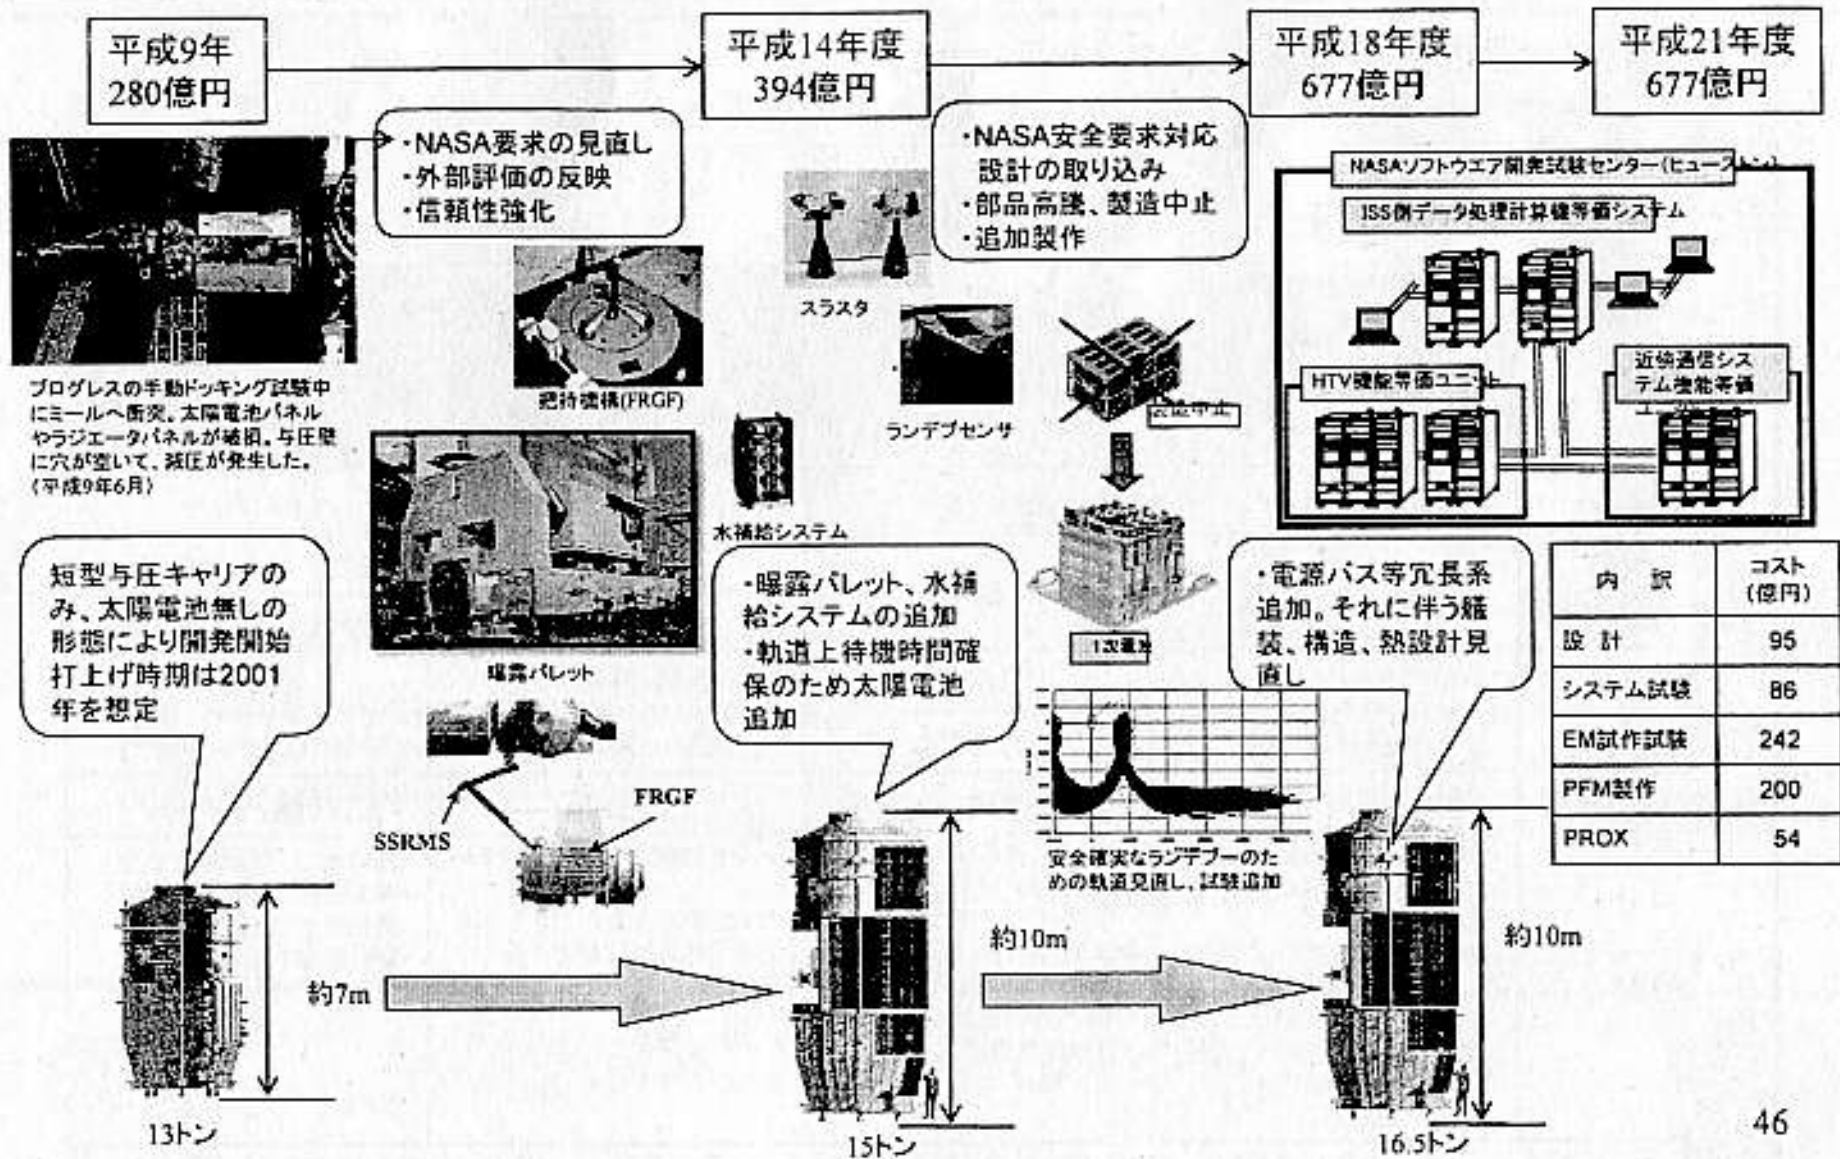 平成9年
280億円
平成14年度
394億円
平成18年度
677億円
平成21年度
677億円
・NASA要求の見直し
・外部評価の反映
・信頼性強化
・NASA安全要求対応
設計の取り込み
・部品高騰、製造中止
・追加製作
NASAソフトウエア開発試験センター(ヒューストン)
ISS側データ処理計算機等価システム
HTV機能等価ユニット
近傍通信シス
テム機能等価
プログレスの手動ドッキング試験中
にミールへ衝突。太陽電池パネル
やラジエータパネルが破損。与圧壁
に穴が空いて、減圧が発生した。
(平成9年6月)
把持機構(FRGF)
スラスタ
ランデブセンサ
製造中止
水補給システム
曝露パレット
1次電池
短型与圧キャリアの
み、太陽電池無しの
形態により開発開始
打上げ時期は2001
年を想定
・曝露パレット、水補
給システムの追加
・軌道上待機時間確
保のため太陽電池
追加
・電源バス等冗長系
追加。それに伴う艤
装、構造、熱設計見
直し
内 訳 コスト
(億円)
設 計 95
システム試験 86
EM試作試験 242
PFM製作 200
PROX 54
SSRMS
FRGF
安全確実なランデブーのた
めの軌道見直し、試験追加
約7m
約10m
約10m
13トン
15トン
16.5トン
46